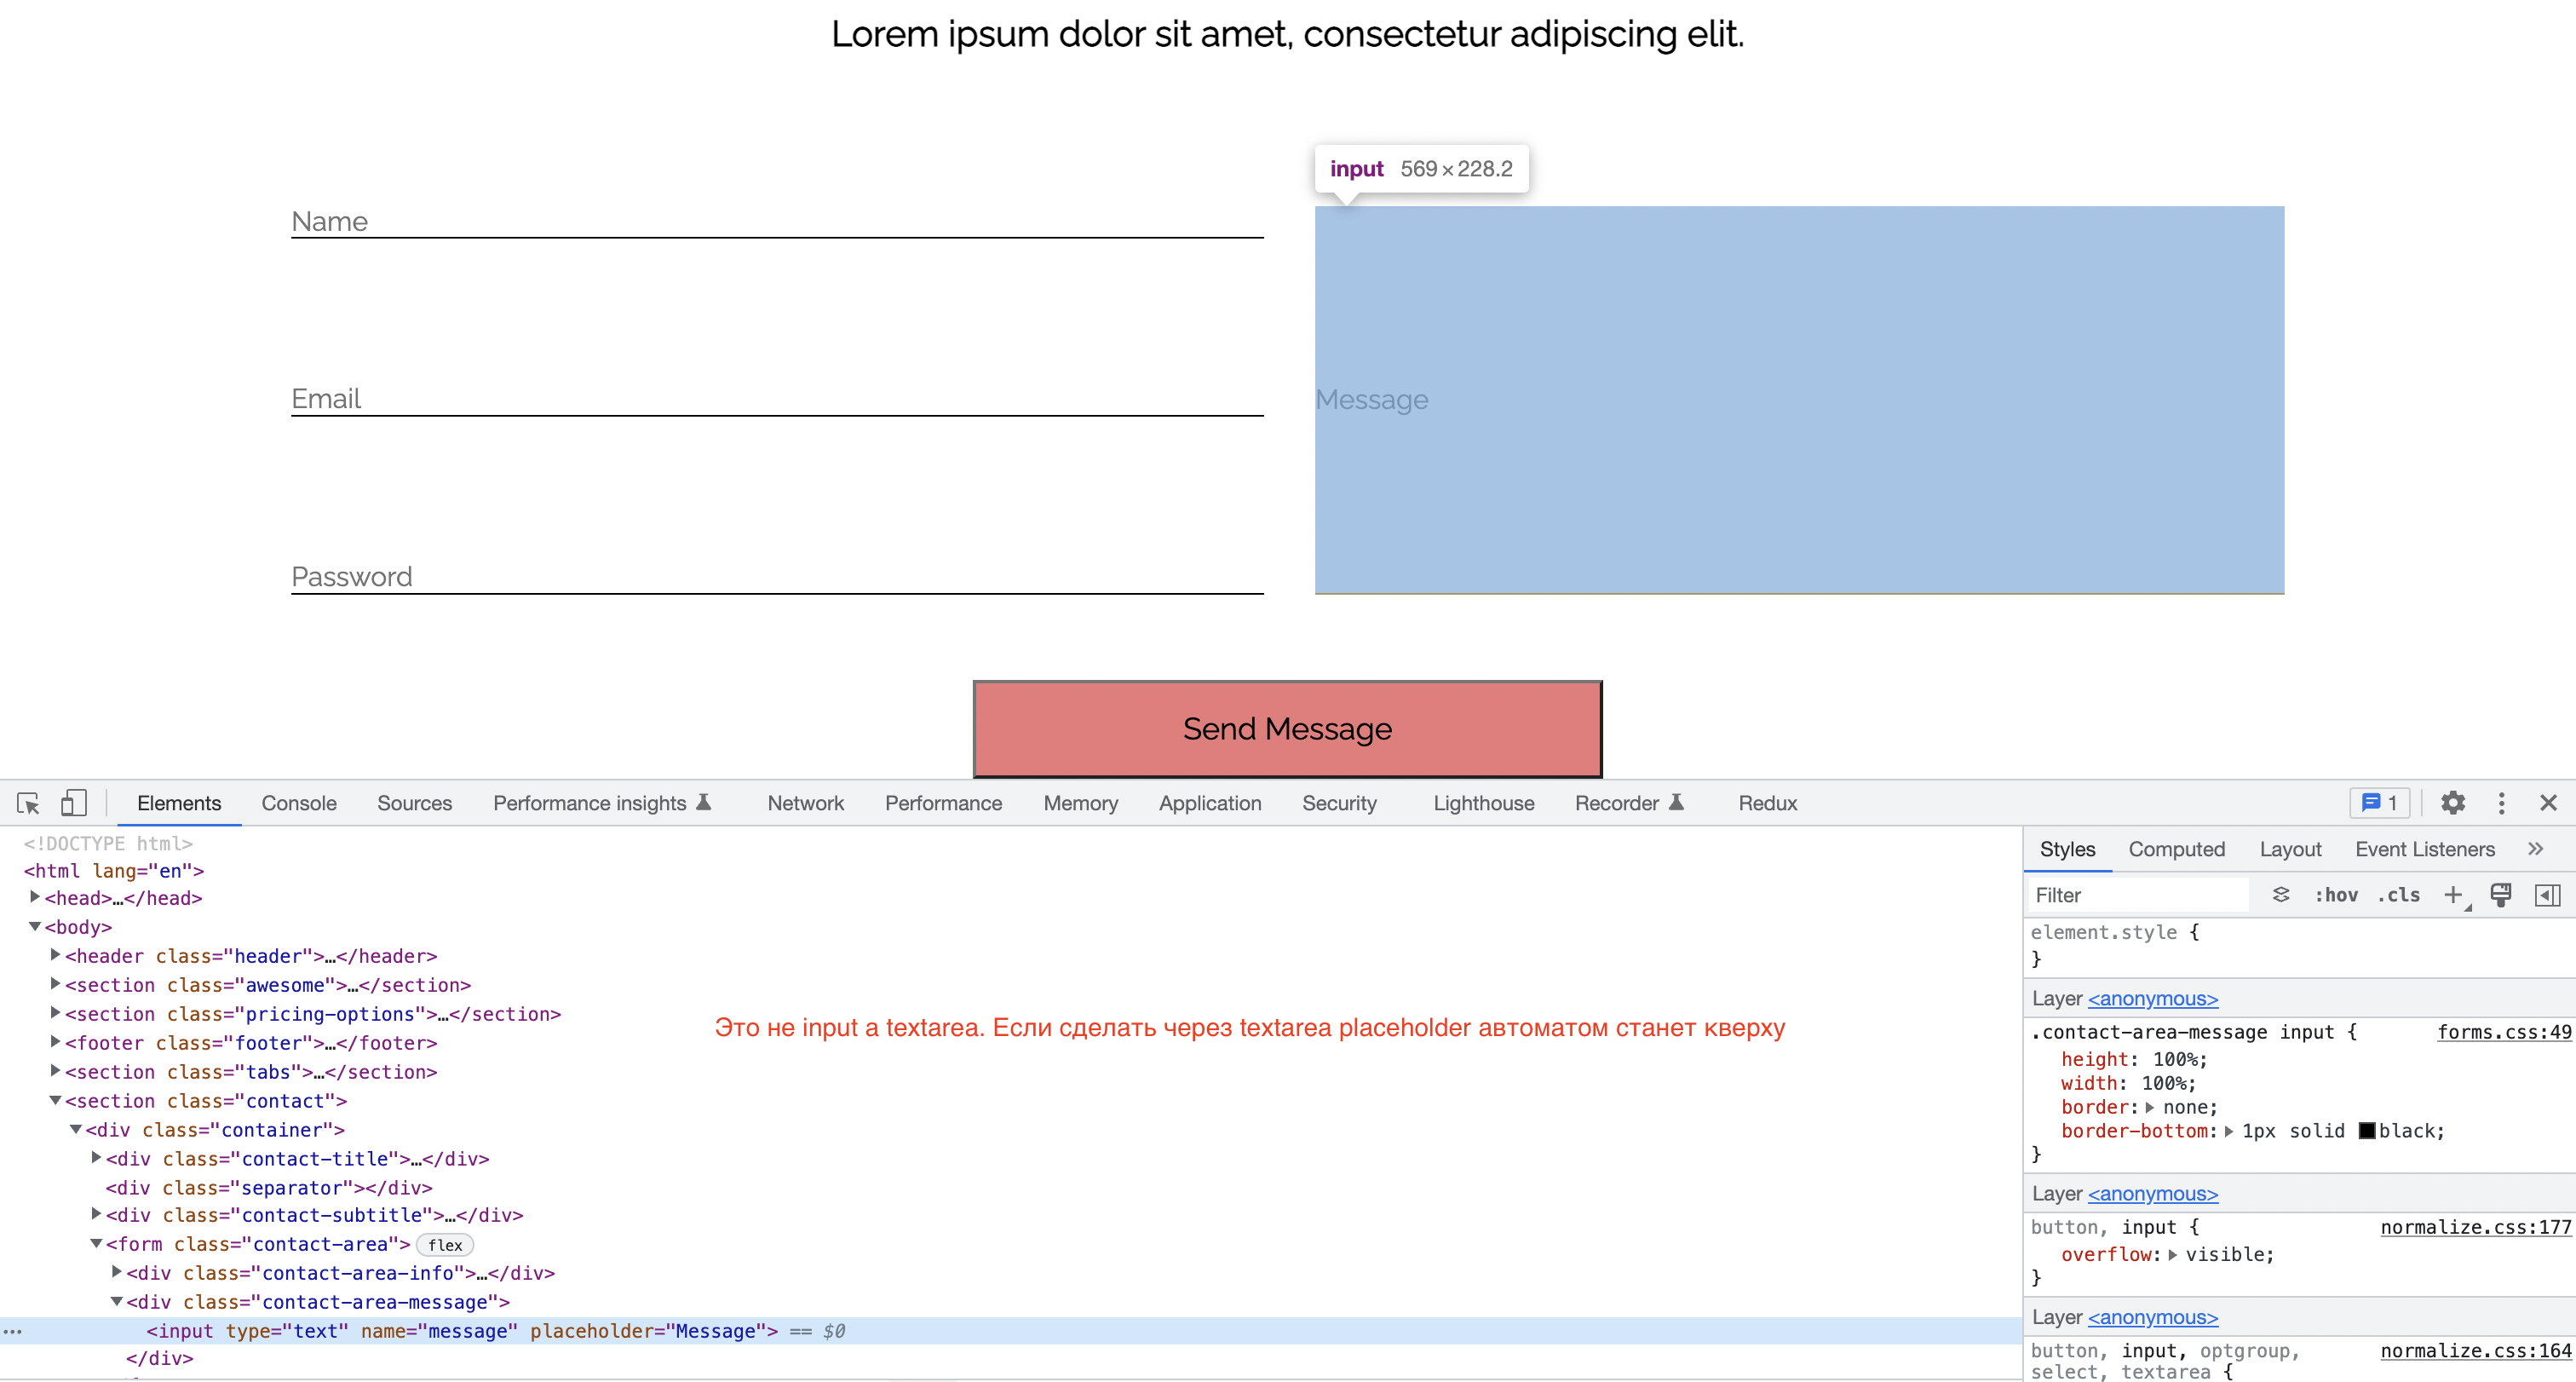 Lorem ipsum dolor sit amet, consectetur adipiscing elit.
input 569×228.2
Name
Email
Message
Password
Send Message
Elements Console Sources Performance insights Network Performance Memory Application Security Lighthouse Recorder Redux 1
<!DOCTYPE html>
<html lang="en">
<head>…</head>
<body>
<header class="header">…</header>
<section class="awesome">…</section>
<section class="pricing-options">…</section>
<footer class="footer">…</footer>
<section class="tabs">…</section>
<section class="contact">
<div class="container">
<div class="contact-title">…</div>
<div class="separator"></div>
<div class="contact-subtitle">…</div>
<form class="contact-area"> flex
<div class="contact-area-info">…</div>
<div class="contact-area-message">
<input type="text" name="message" placeholder="Message"> == $0
</div>
Это не input а textarea. Если сделать через textarea placeholder автоматом станет кверху
Styles Computed Layout Event Listeners »
Filter :hov .cls +
element.style {
}
Layer <anonymous>
.contact-area-message input { forms.css:49
height: 100%;
width: 100%;
border: none;
border-bottom: 1px solid black;
}
Layer <anonymous>
button, input { normalize.css:177
overflow: visible;
}
Layer <anonymous>
button, input, optgroup, normalize.css:164
select, textarea {